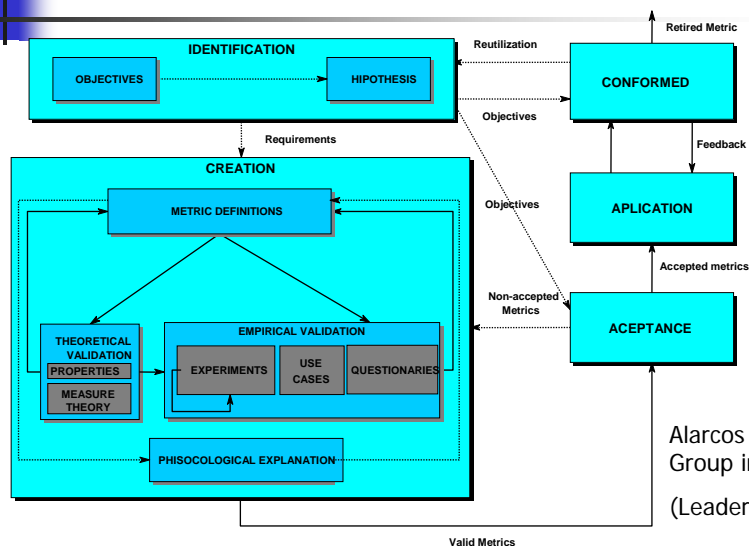 Retired Metric
IDENTIFICATION
OBJECTIVES
HIPOTHESIS
Reutilization
Objectives
CONFORMED
Requirements
Feedback
CREATION
METRIC DEFINITIONS
Objectives
APLICATION
Accepted metrics
Non-accepted
Metrics
ACEPTANCE
THEORETICAL
VALIDATION
PROPERTIES
MEASURE
THEORY
EMPIRICAL VALIDATION
EXPERIMENTS
USE
CASES
QUESTIONARIES
PHISOCOLOGICAL EXPLANATION
Alarcos
Group i
(Leader
Valid Metrics